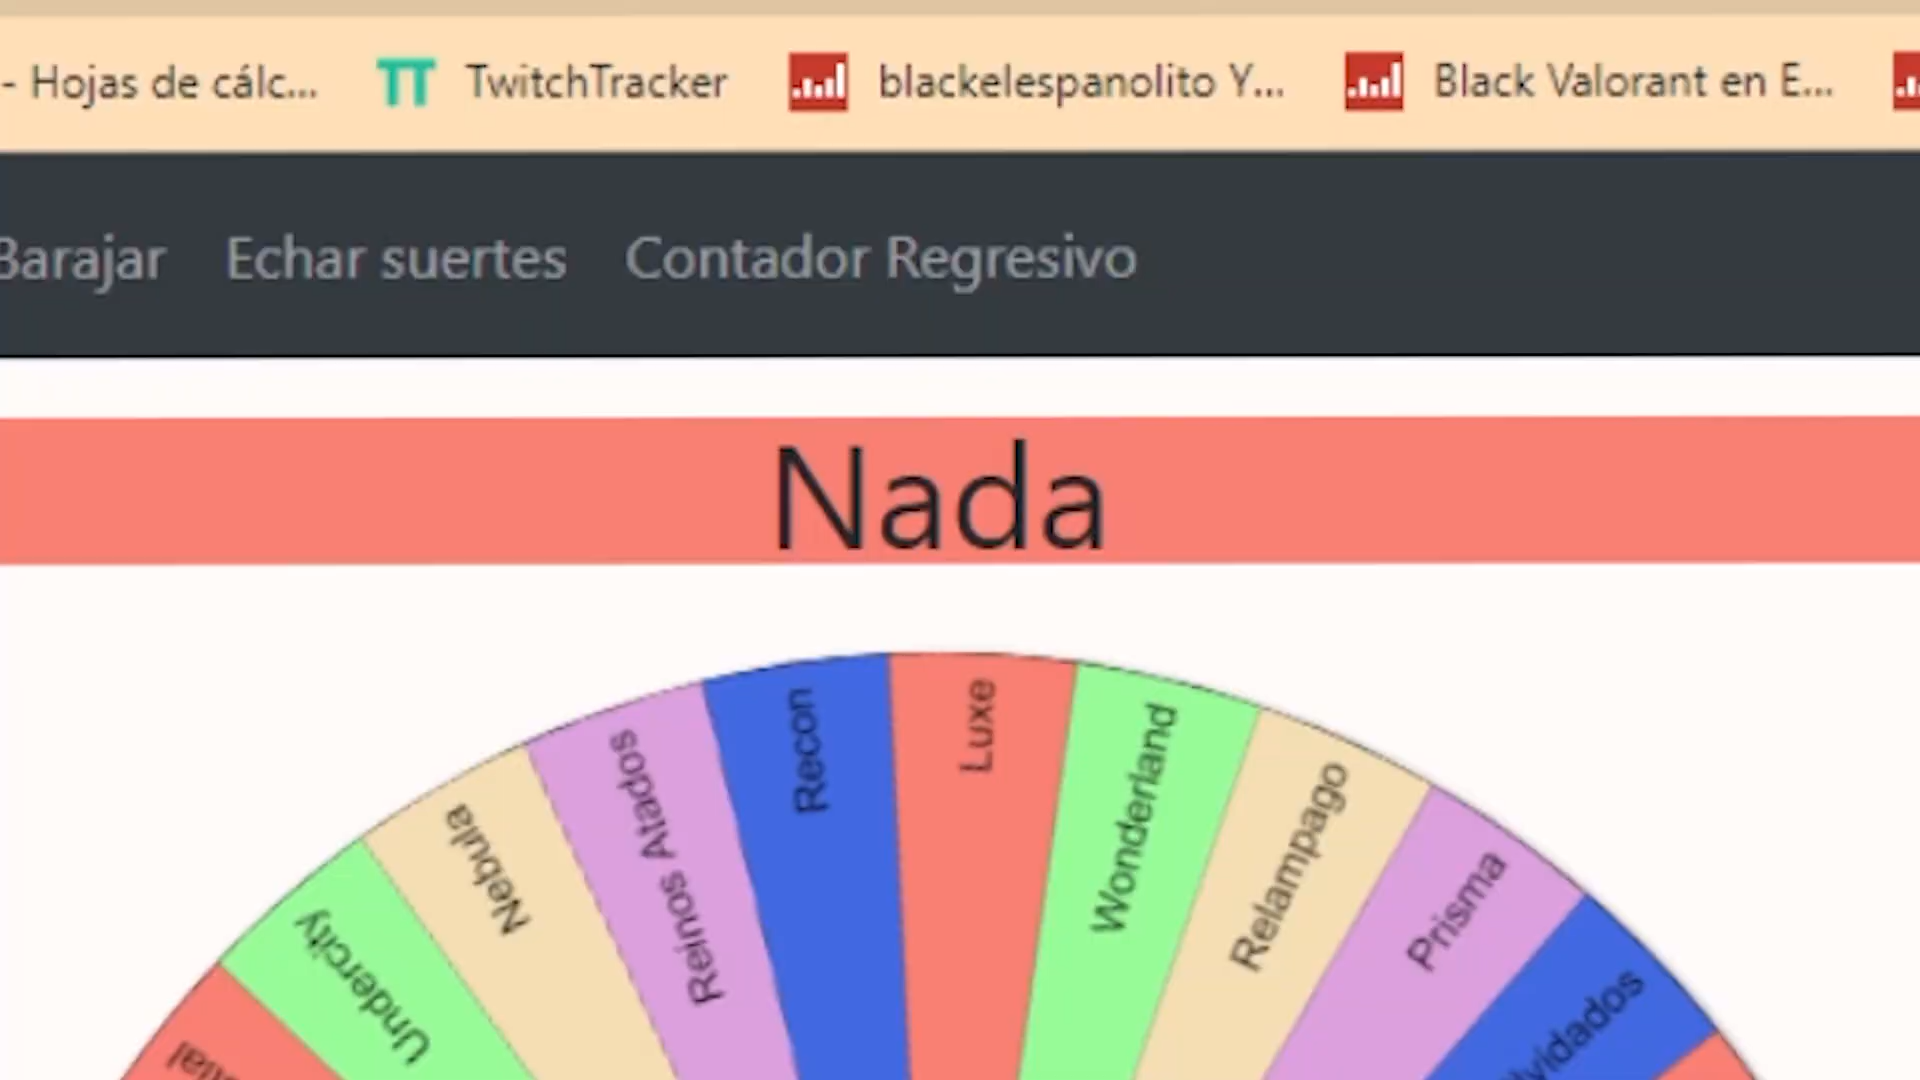 - Hojas de cálc...
TwitchTracker
blackelespanolito Y...
Black Valorant en E...
Barajar
Echar suertes
Contador Regresivo
Nada
Undercity
Nebula
Reinos Atados
Recon
Luxe
Wonderland
Relampago
Prisma